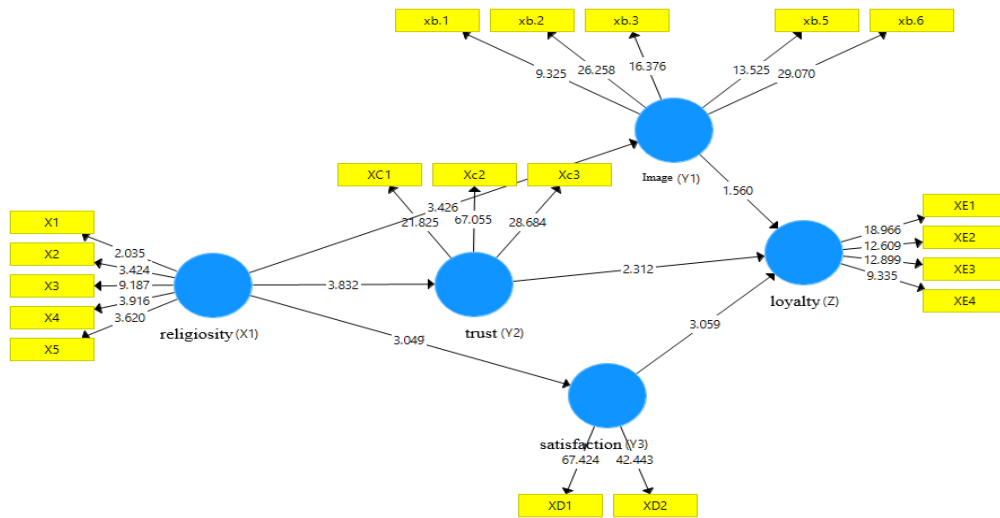 xb.1
xb.2
xb.3
xb.5
xb.6
9.325
26.258
16.376
13.525
29.070
Image (Y1)
XC1
Xc2
Xc3
21.825
67.055
28.684
3.426
1.560
X1
X2
X3
X4
X5
2.035
3.424
9.187
3.916
3.620
religiosity (X1)
3.832
trust (Y2)
2.312
3.049
3.059
loyalty (Z)
18.966
12.609
12.899
9.335
XE1
XE2
XE3
XE4
satisfaction (Y3)
67.424
42.443
XD1
XD2